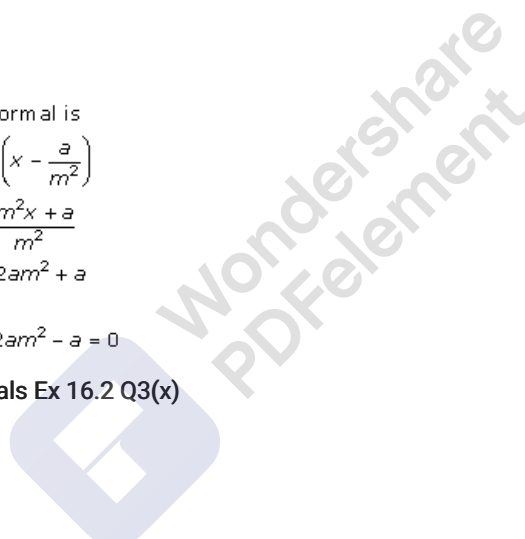 ormal is
(x - a/m²)
m²x + a
m²
2am² + a
2am² - a = 0
als Ex 16.2 Q3(x)
Wondershare
PDFelement